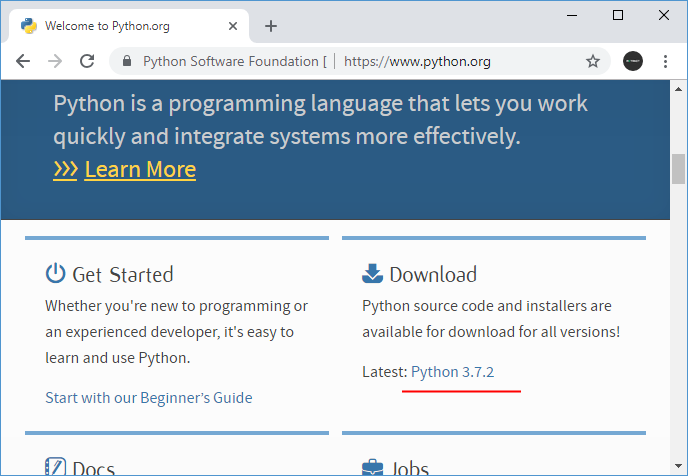 Welcome to Python.org
Python Software Foundation [ | https://www.python.org
Python is a programming language that lets you work
quickly and integrate systems more effectively.
>>> Learn More
Get Started
Whether you're new to programming or
an experienced developer, it's easy to
learn and use Python.
Start with our Beginner's Guide
Download
Python source code and installers are
available for download for all versions!
Latest: Python 3.7.2
Docs
Jobs